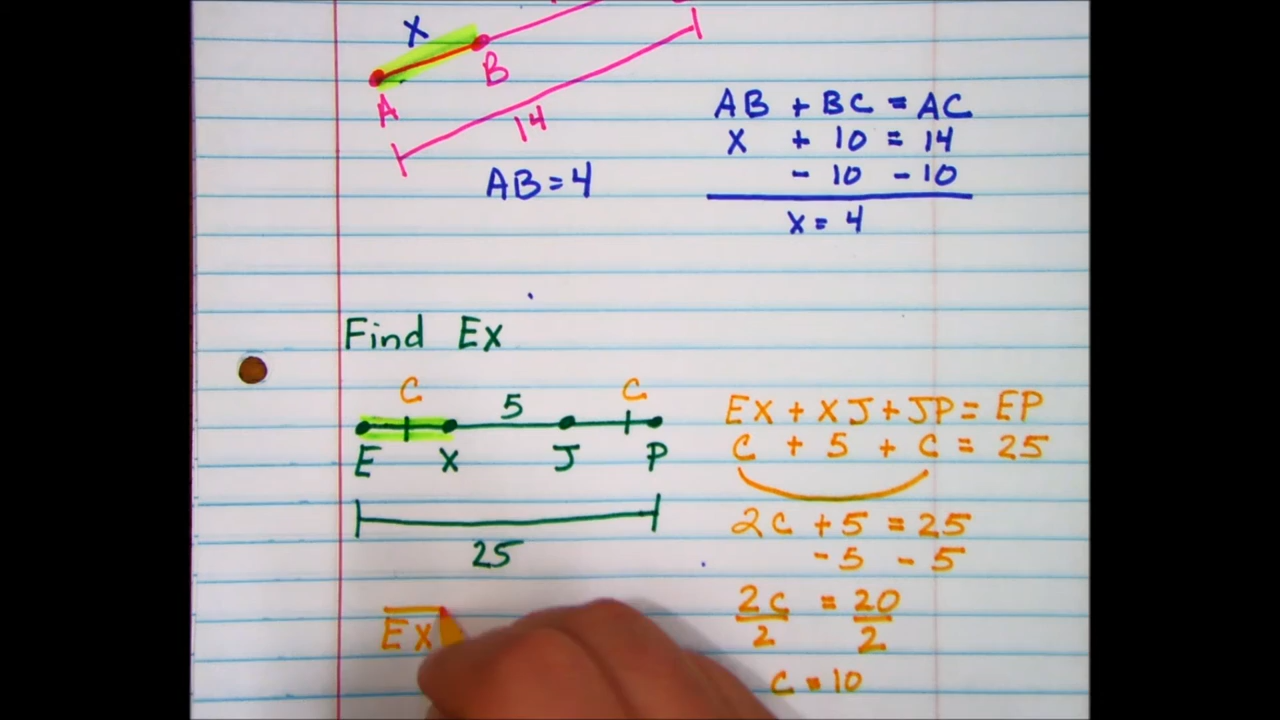 X
B
A
14
AB = 4
AB + BC = AC
X + 10 = 14
- 10 - 10
x = 4
Find EX
C C
5
E X J P
25
EX
EX + XJ + JP = EP
C + 5 + C = 25
2C + 5 = 25
- 5 - 5
2C = 20
2 2
C = 10